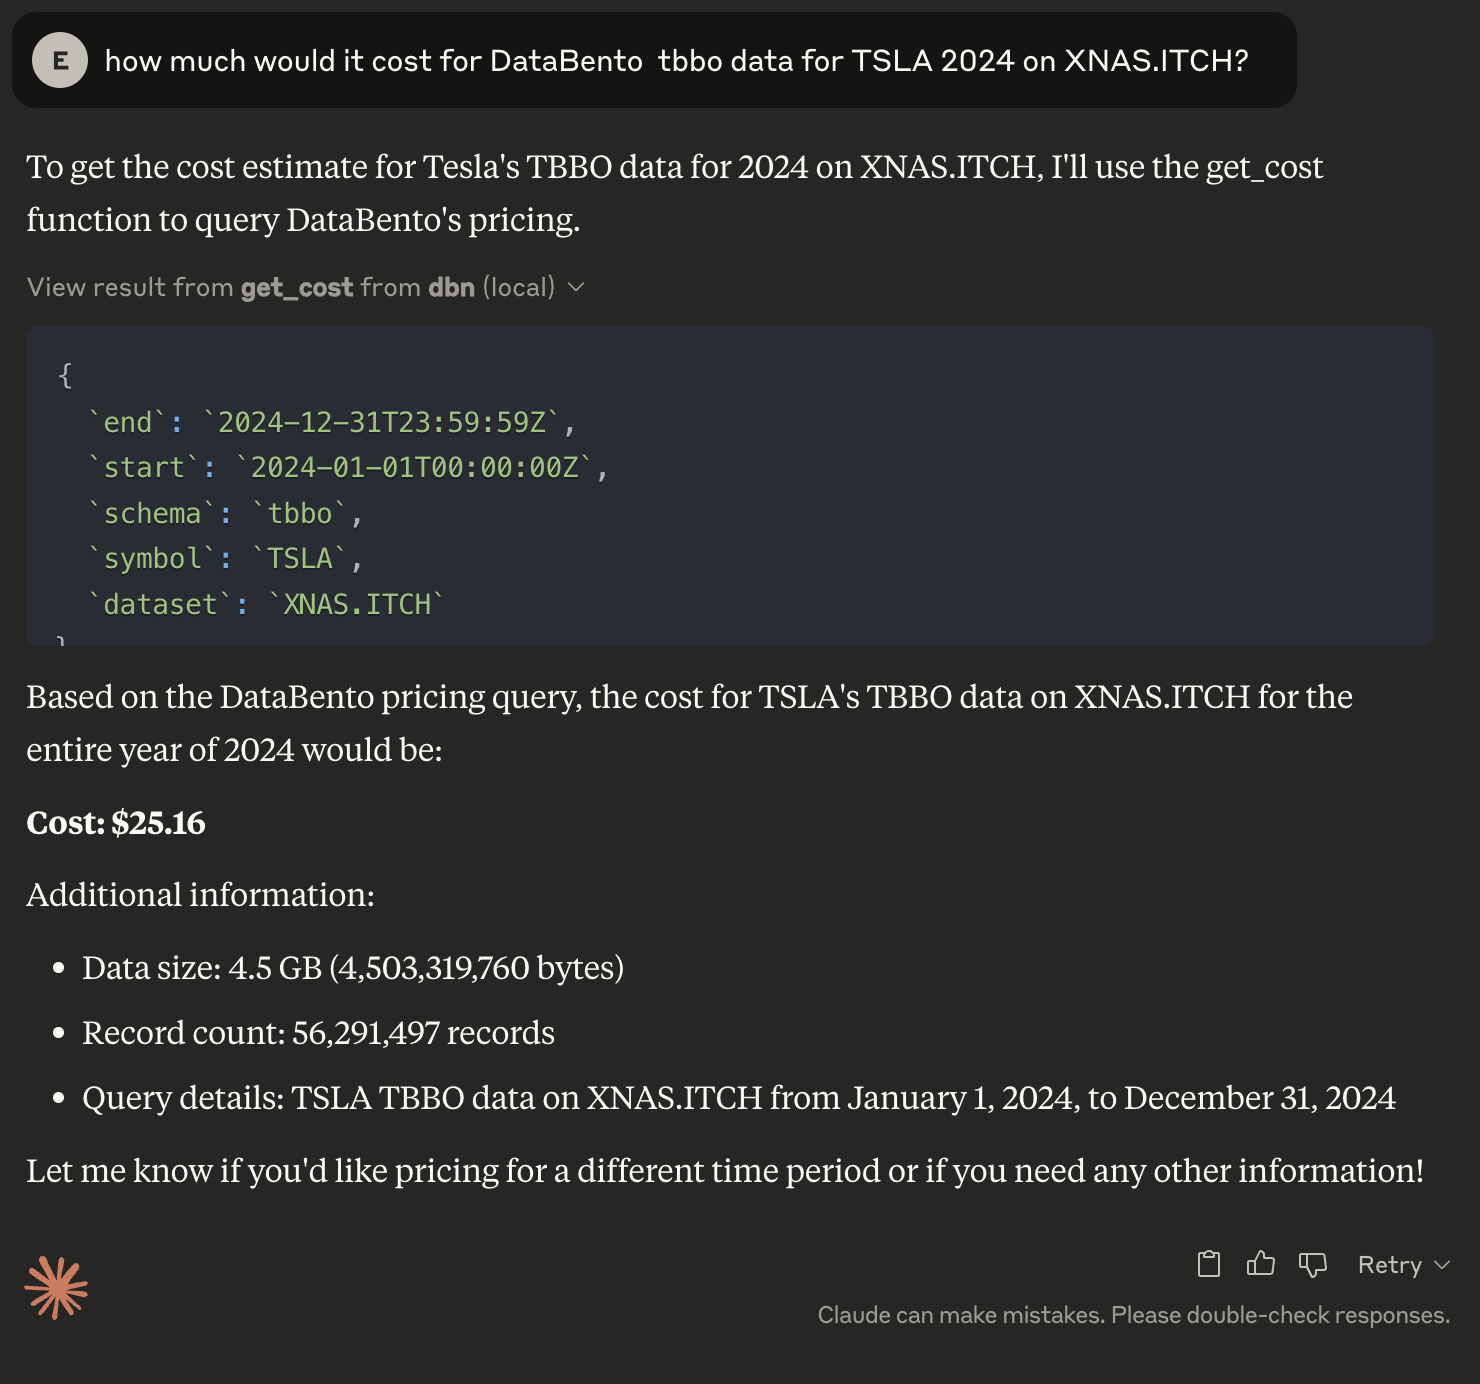 E
how much would it cost for DataBento  tbbo data for TSLA 2024 on XNAS.ITCH?
To get the cost estimate for Tesla's TBBO data for 2024 on XNAS.ITCH, I'll use the get_cost
function to query DataBento's pricing.
View result from get_cost from dbn (local)
{
  `end`: `2024-12-31T23:59:59Z`,
  `start`: `2024-01-01T00:00:00Z`,
  `schema`: `tbbo`,
  `symbol`: `TSLA`,
  `dataset`: `XNAS.ITCH`
}
Based on the DataBento pricing query, the cost for TSLA's TBBO data on XNAS.ITCH for the
entire year of 2024 would be:
Cost: $25.16
Additional information:
• Data size: 4.5 GB (4,503,319,760 bytes)
• Record count: 56,291,497 records
• Query details: TSLA TBBO data on XNAS.ITCH from January 1, 2024, to December 31, 2024
Let me know if you'd like pricing for a different time period or if you need any other information!
Retry
Claude can make mistakes. Please double-check responses.